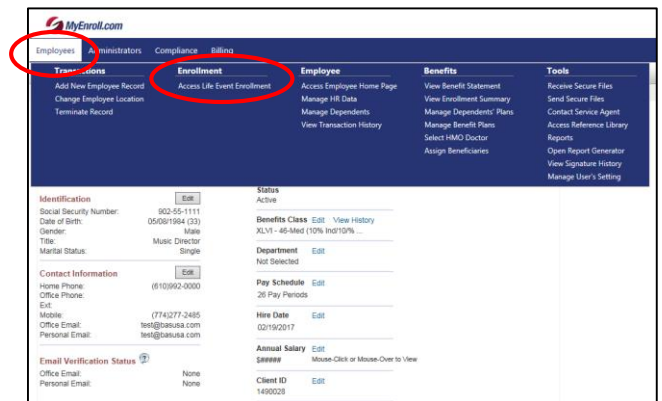 MyEnroll.com
Employees Administrators Compliance Billing
Transactions Enrollment Employee Benefits Tools
Add New Employee Record Access Life Event Enrollment Access Employee Home Page View Benefit Statement Receive Secure Files
Change Employee Location Manage HR Data View Enrollment Summary Send Secure Files
Terminate Record Manage Dependents Manage Dependents' Plans Contact Service Agent
View Transaction History Manage Benefit Plans Access Reference Library
Select HMO Doctor Reports
Assign Beneficiaries Open Report Generator
View Signature History
Manage User's Setting
Identification Edit
Social Security Number: 902-55-1111
Date of Birth: 05/08/1984 (33)
Gender: Male
Title: Music Director
Marital Status: Single
Contact Information Edit
Home Phone: (610)992-0000
Office Phone:
Ext:
Mobile: (774)277-2485
Office Email: test@basusa.com
Personal Email: test@basusa.com
Email Verification Status ?
Office Email: None
Personal Email: None
Status
Active
Benefits Class Edit View History
XLVI - 46-Med (10% Ind/10/% ...
Department Edit
Not Selected
Pay Schedule Edit
26 Pay Periods
Hire Date Edit
02/19/2017
Annual Salary Edit
$##### Mouse-Click or Mouse-Over to View
Client ID Edit
1490028